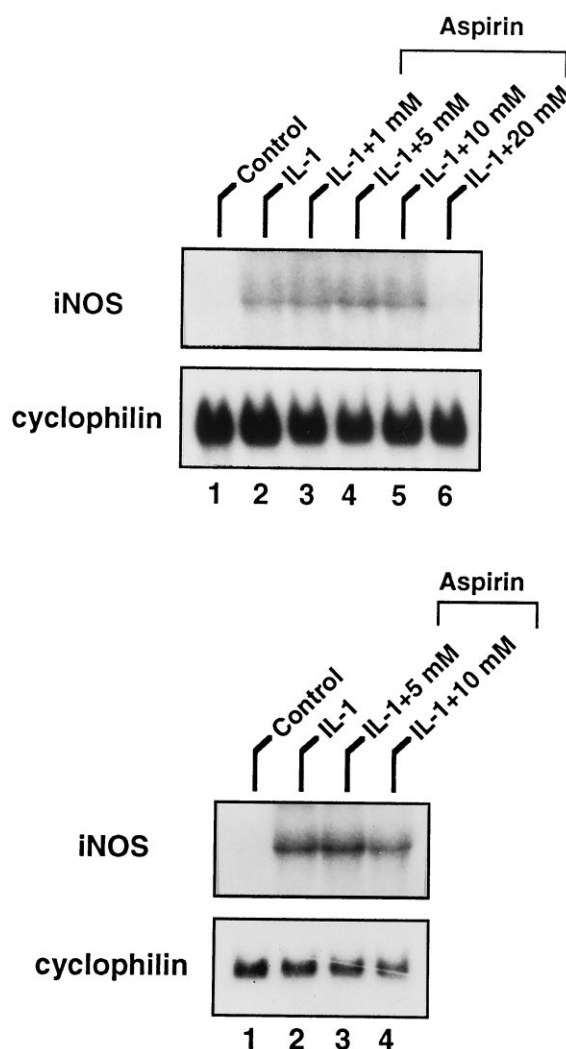 Aspirin
Control
IL-1
IL-1+1 mM
IL-1+5 mM
IL-1+10 mM
IL-1+20 mM
iNOS
cyclophilin
1 2 3 4 5 6
Aspirin
Control
IL-1
IL-1+5 mM
IL-1+10 mM
iNOS
cyclophilin
1 2 3 4